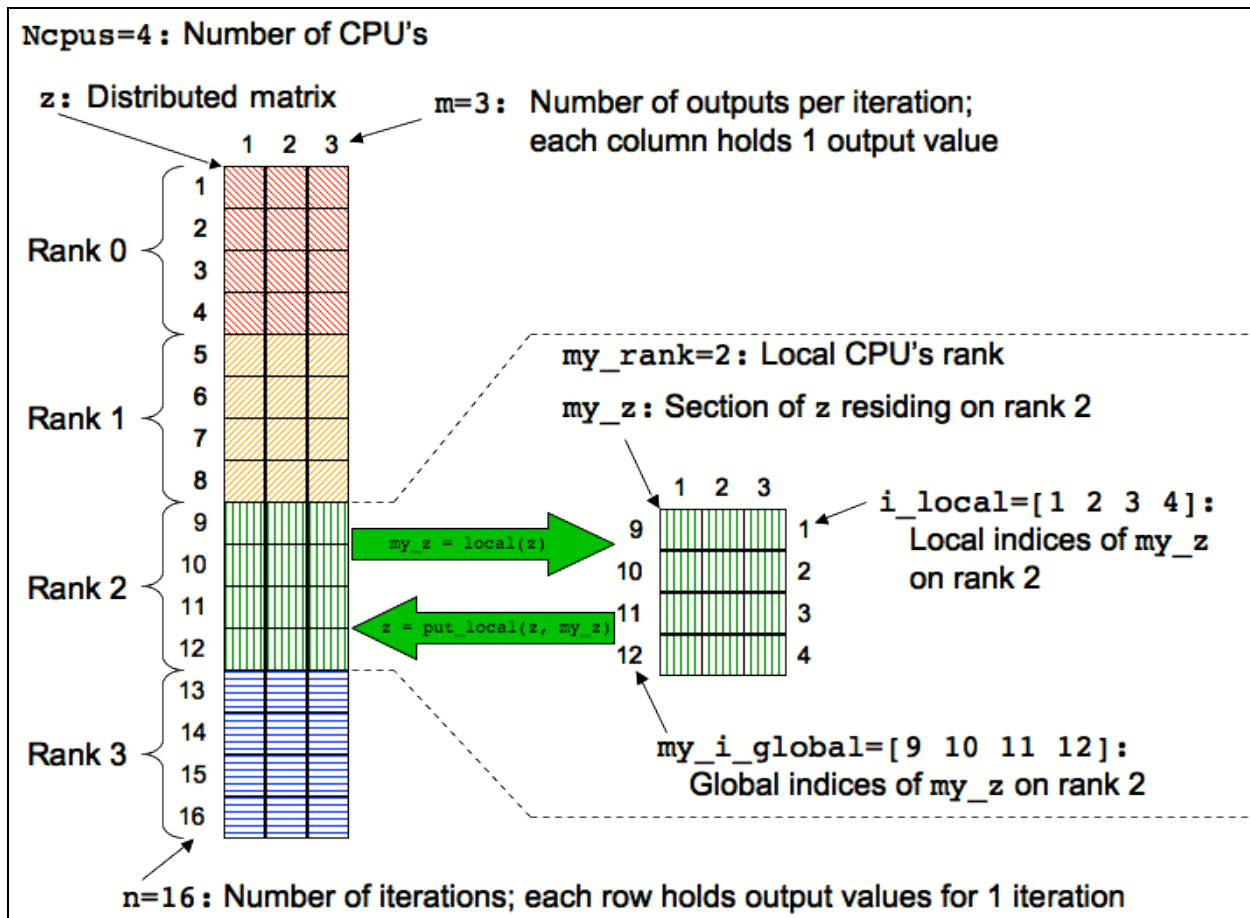 Ncpus=4: Number of CPU's
z: Distributed matrix
m=3: Number of outputs per iteration;
each column holds 1 output value
1 2 3
1
2
Rank 0
3
4
5
6
Rank 1
7
8
9
10
Rank 2
11
12
13
14
Rank 3
15
16
my_rank=2: Local CPU's rank
my_z: Section of z residing on rank 2
1 2 3
my_z = local(z)
z = put_local(z, my_z)
9
10
11
12
1
2
3
4
i_local=[1 2 3 4]:
Local indices of my_z
on rank 2
my_i_global=[9 10 11 12]:
Global indices of my_z on rank 2
n=16: Number of iterations; each row holds output values for 1 iteration